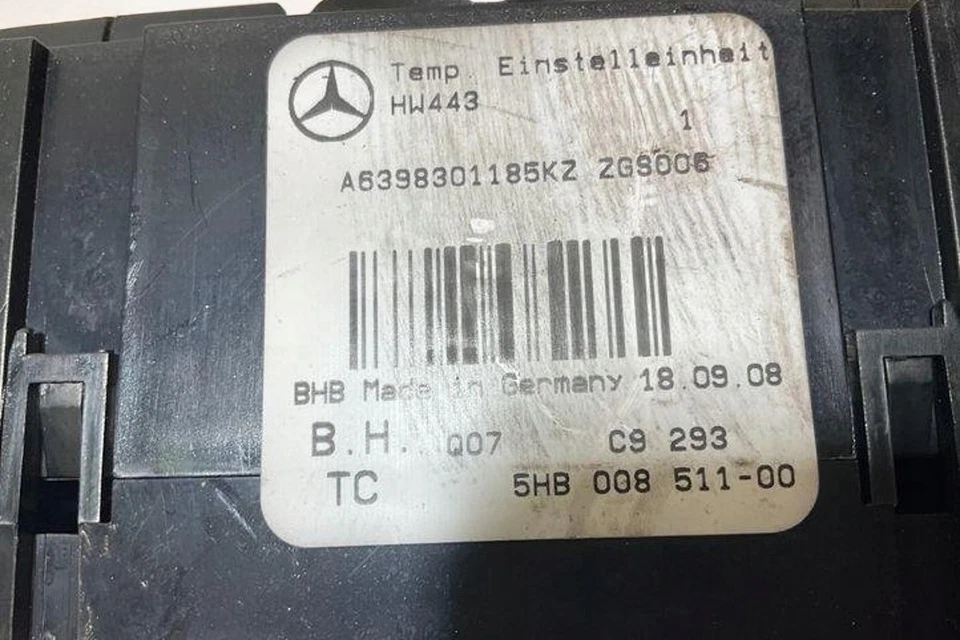 Temp. Einstelleinheit
HW443
1
A6398301185KZ ZGS006
BHB Made in Germany 18.09.08
B.H. Q07 C9 293
TC 5HB 008 511-00